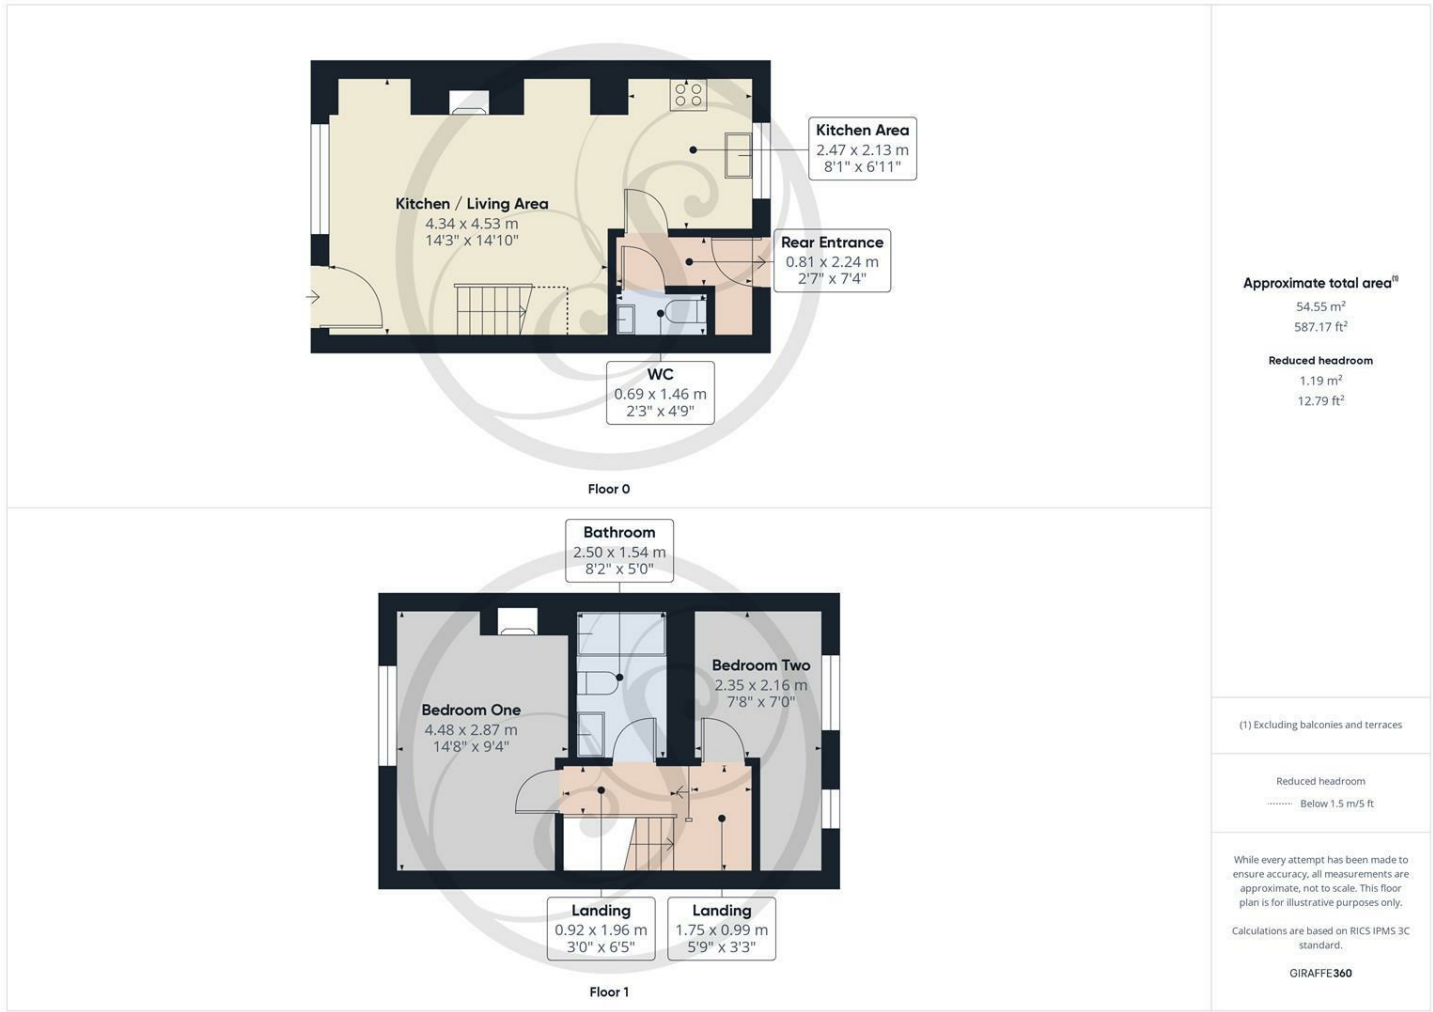 Kitchen Area
2.47 x 2.13 m
8'1" x 6'11"
Kitchen / Living Area
4.34 x 4.53 m
14'3" x 14'10"
Rear Entrance
0.81 x 2.24 m
2'7" x 7'4"
WC
0.69 x 1.46 m
2'3" x 4'9"
Floor 0
Bathroom
2.50 x 1.54 m
8'2" x 5'0"
Bedroom One
4.48 x 2.87 m
14'8" x 9'4"
Bedroom Two
2.35 x 2.16 m
7'8" x 7'0"
Landing
0.92 x 1.96 m
3'0" x 6'5"
Landing
1.75 x 0.99 m
5'9" x 3'3"
Floor 1
Approximate total area⁽¹⁾
54.55 m²
587.17 ft²
Reduced headroom
1.19 m²
12.79 ft²
(1) Excluding balconies and terraces
Reduced headroom
Below 1.5 m/5 ft
While every attempt has been made to
ensure accuracy, all measurements are
approximate, not to scale. This floor
plan is for illustrative purposes only.
Calculations are based on RICS IPMS 3C
standard.
GIRAFFE360